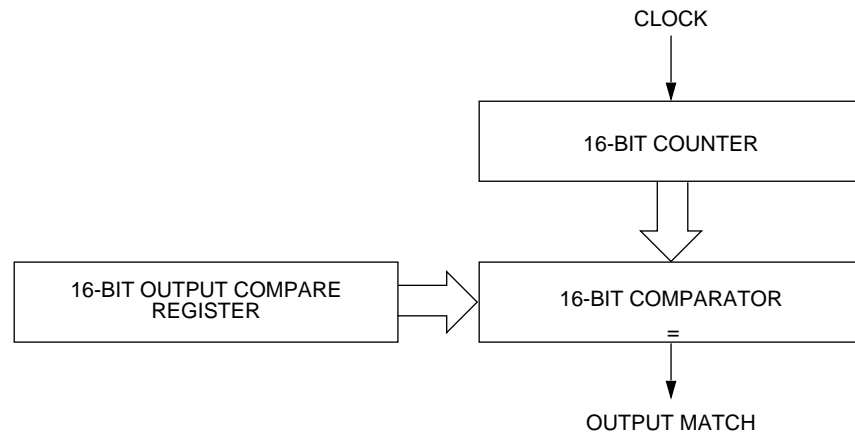 CLOCK
16-BIT COUNTER
16-BIT OUTPUT COMPARE
REGISTER
16-BIT COMPARATOR
=
OUTPUT MATCH